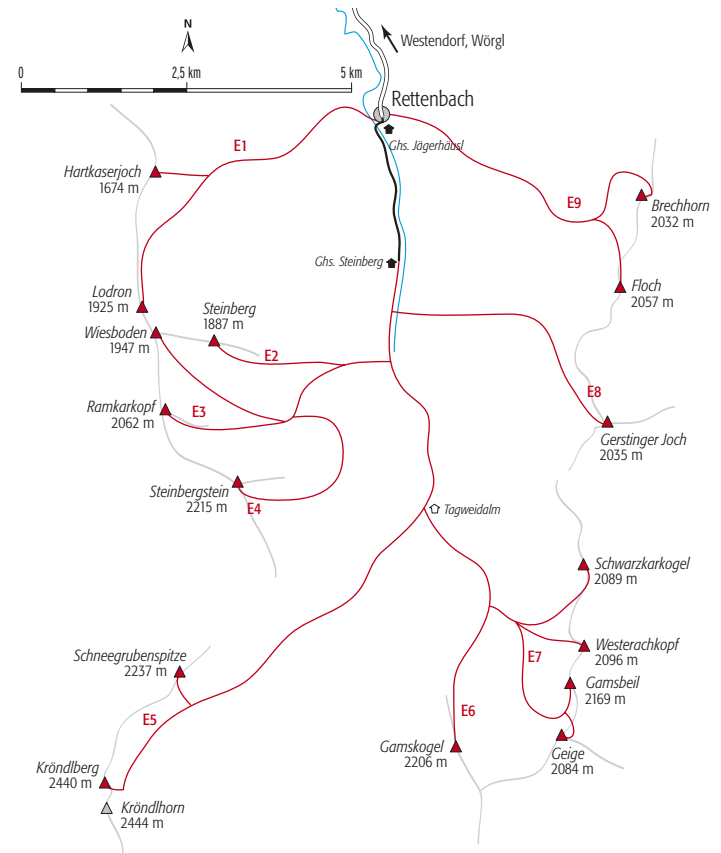 N
0
2,5 km
5 km
Westendorf, Wörgl
Rettenbach
Ghs. Jägerhäusl
E1
Hartkaserjoch
1674 m
E9
Brechhorn
2032 m
Ghs. Steinberg
Floch
2057 m
Lodron
1925 m
Steinberg
1887 m
Wiesboden
1947 m
E2
E8
Ramkarkopf
2062 m
E3
Gerstinger Joch
2035 m
Steinbergstein
2215 m
E4
Tagweidalm
Schwarzkarkogel
2089 m
Westerachkopf
2096 m
Schneegrubenspitze
2237 m
E7
Gamsbeil
2169 m
E5
E6
Gamskogel
2206 m
Geige
2084 m
Kröndlberg
2440 m
Kröndlhorn
2444 m